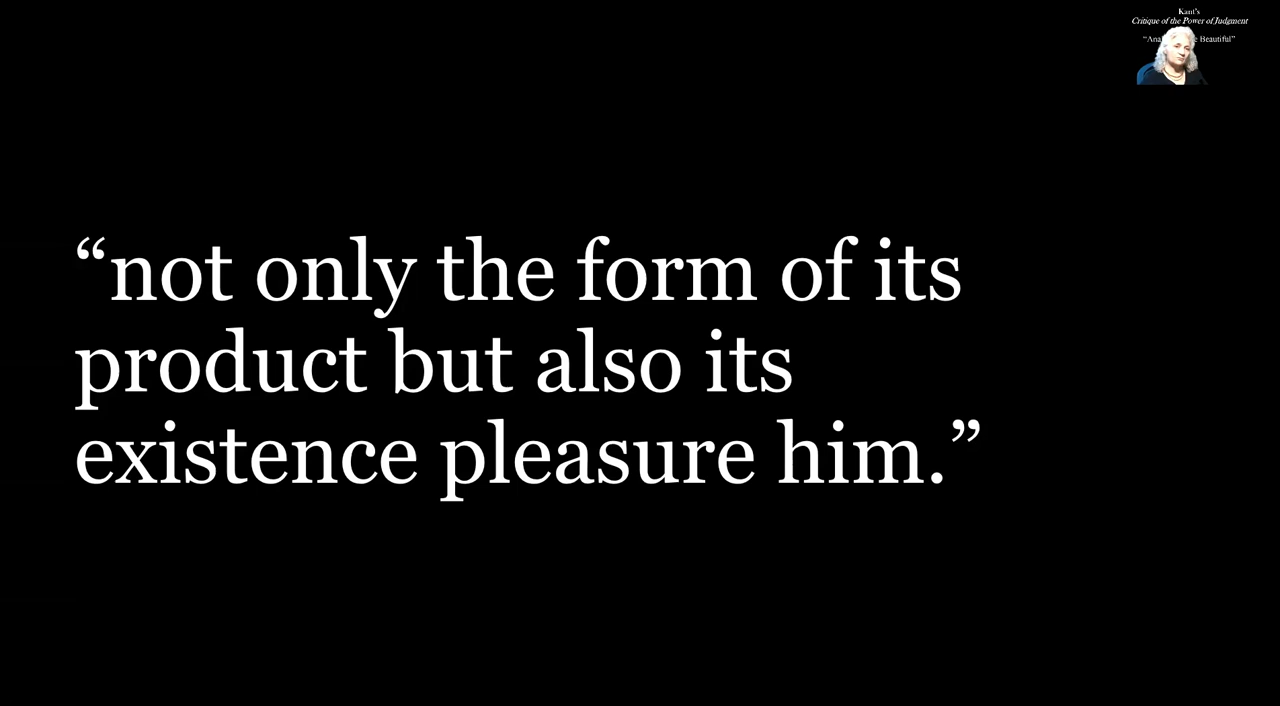 Kant's
Critique of the Power of Judgment
Beautiful”
“not only the form of its
product but also its
existence pleasure him.”